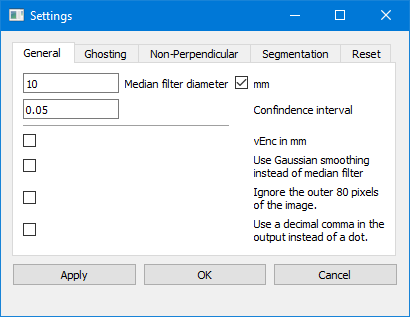 Settings
General Ghosting Non-Perpendicular Segmentation Reset
10 Median filter diameter mm
0.05 Confindence interval
vEnc in mm
Use Gaussian smoothing
instead of median filter
Ignore the outer 80 pixels
of the image.
Use a decimal comma in the
output instead of a dot.
Apply OK Cancel